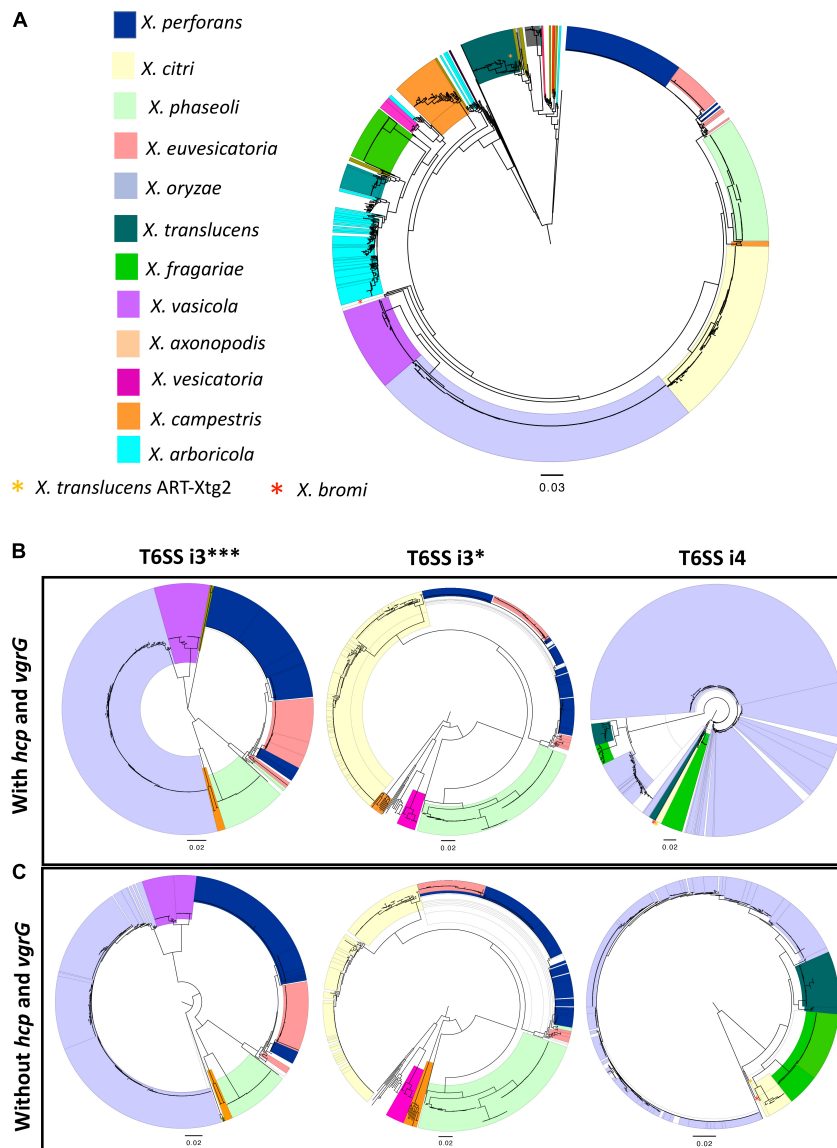 A
X. perforans
X. citri
X. phaseoli
X. euvesicatoria
X. oryzae
X. translucens
X. fragariae
X. vasicola
X. axonopodis
X. vesicatoria
X. campestris
X. arboricola
* X. translucens ART-Xtg2 * X. bromi
0.03
B
T6SS i3*** T6SS i3* T6SS i4
With hcp and vgrG
0.02 0.02 0.02
C
Without hcp and vgrG
0.02 0.02 0.02